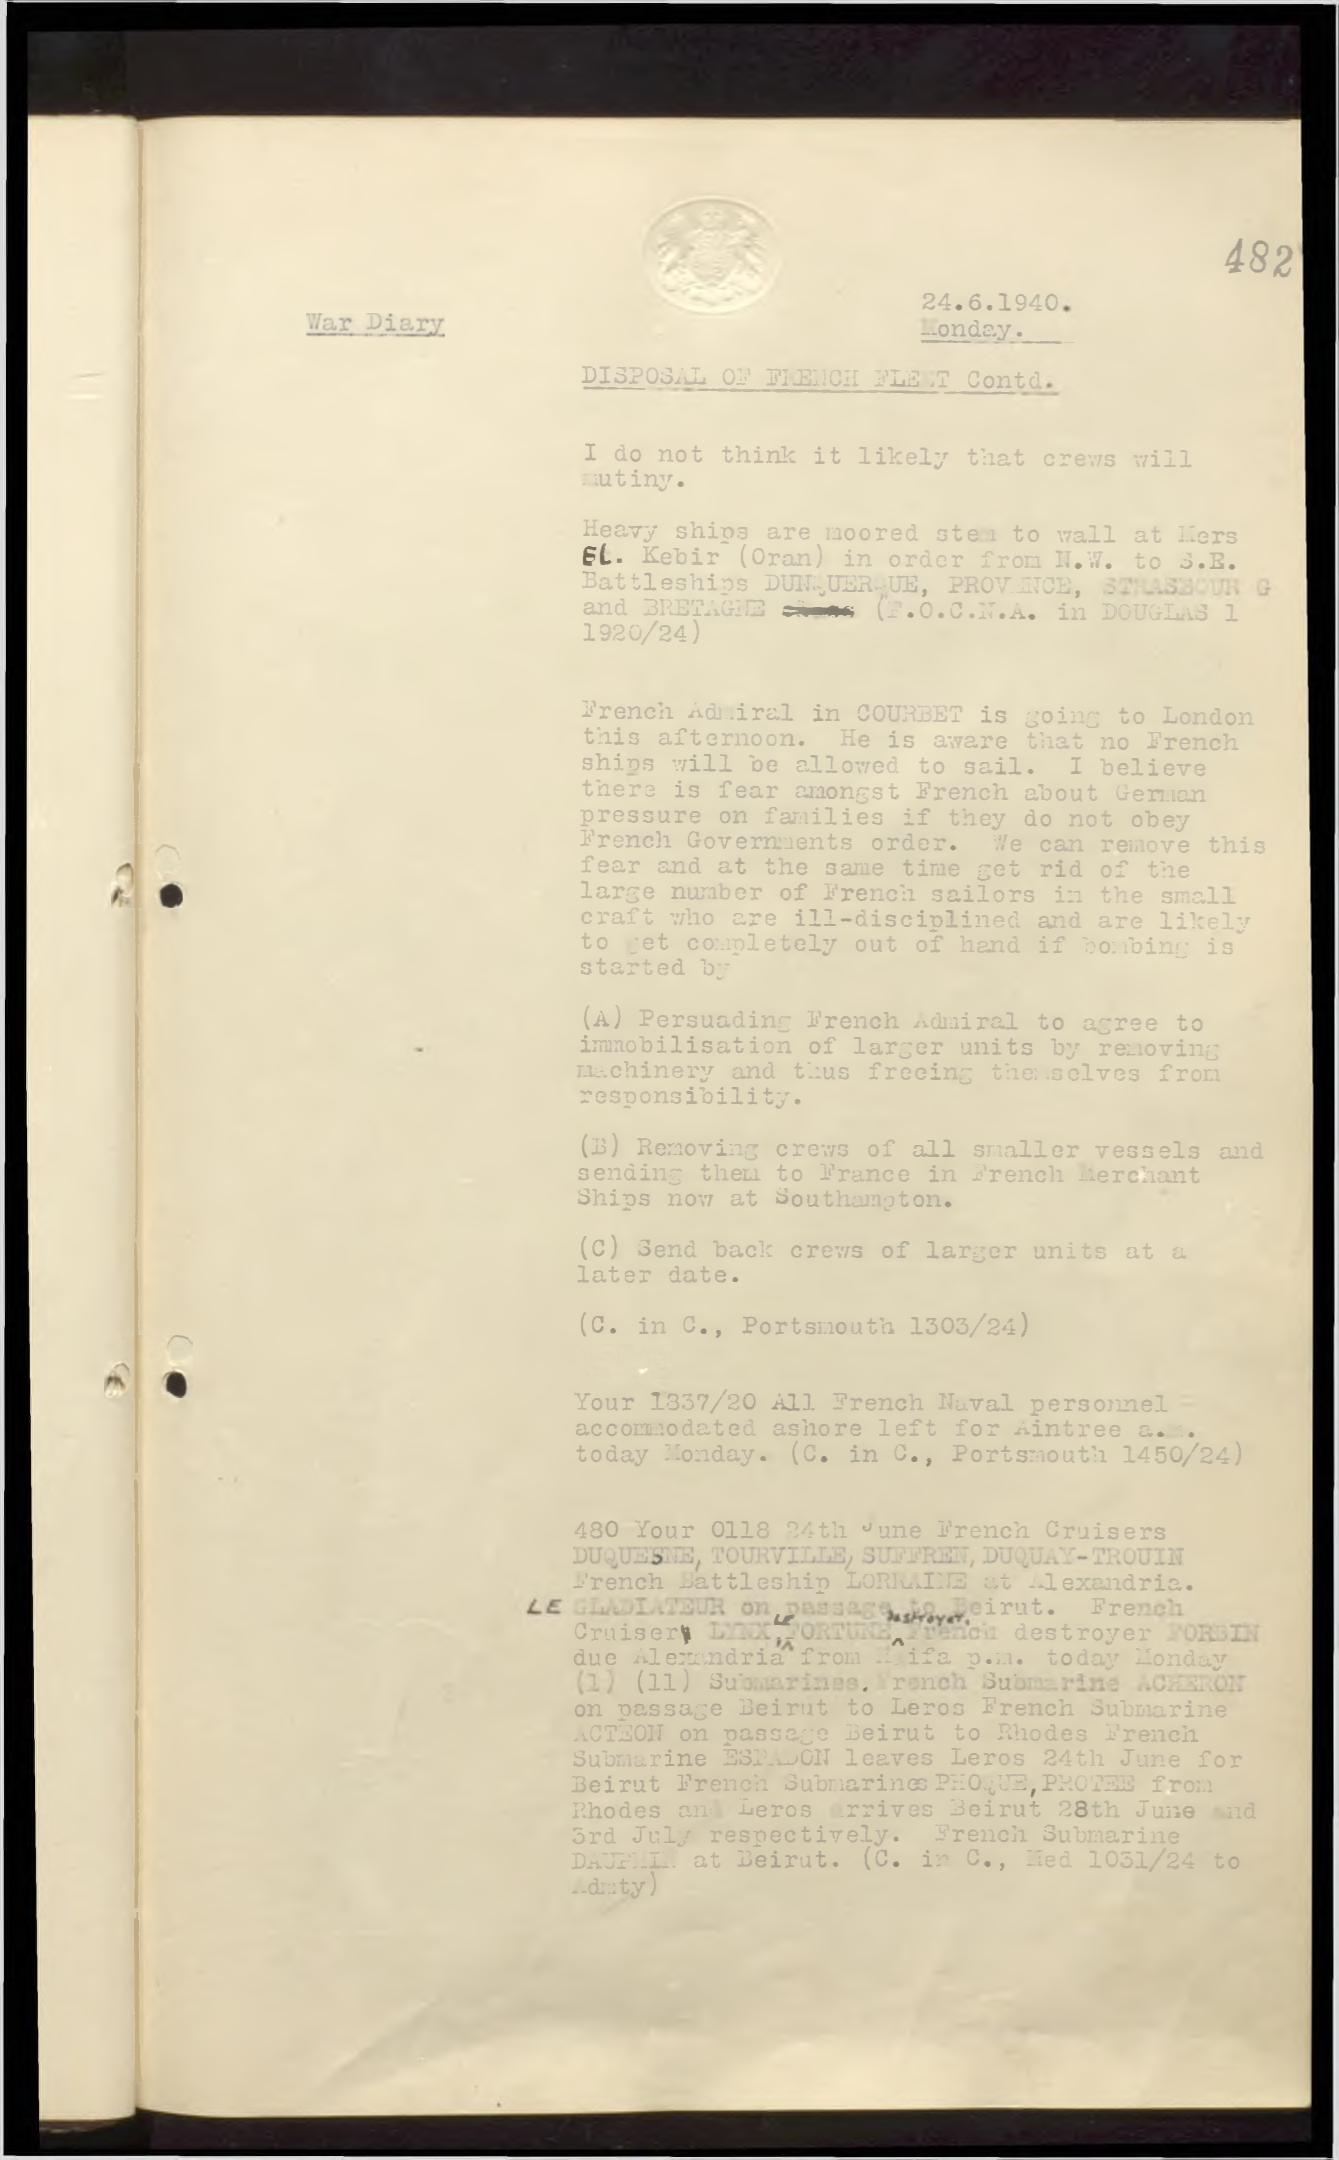 482
24.6.1940.
War Diary
Monday.
DISPOSAL OF FRENCH FLEET Contd.
I do not think it likely that crews will
mutiny.
Heavy ships are moored stem to wall at Mers
EL. Kebir (Oran) in order from N.W. to S.E.
Battleships DUNQUERQUE, PROVENCE, STRASBOURG
and BRETAGNE (F.O.C.N.A. in DOUGLAS 1
1920/24)
French Admiral in COURBET is going to London
this afternoon. He is aware that no French
ships will be allowed to sail. I believe
there is fear amongst French about German
pressure on families if they do not obey
French Governments order. We can remove this
fear and at the same time get rid of the
large number of French sailors in the small
craft who are ill-disciplined and are likely
to get completely out of hand if bombing is
started by
(A) Persuading French Admiral to agree to
immobilisation of larger units by removing
machinery and thus freeing themselves from
responsibility.
(B) Removing crews of all smaller vessels and
sending them to France in French Merchant
Ships now at Southampton.
(C) Send back crews of larger units at a
later date.
(C. in C., Portsmouth 1303/24)
Your 1837/20 All French Naval personnel
accommodated ashore left for Aintree a.m.
today Monday. (C. in C., Portsmouth 1450/24)
480 Your 0118 24th June French Cruisers
DUQUESNE, TOURVILLE, SUFFREN, DUQUAY-TROUIN
French Battleship LORRAINE at Alexandria.
LE GLADIATEUR on passage to Beirut. French
Cruiser LYNX, LE FORTUNE destroyer. French destroyer FORBIN
due Alexandria from Haifa p.m. today Monday
(1) (11) Submarines. French Submarine ACHERON
on passage Beirut to Leros French Submarine
ACTEON on passage Beirut to Rhodes French
Submarine ESPADON leaves Leros 24th June for
Beirut French Submarines PHOQUE, PROTEE from
Rhodes and Leros arrives Beirut 28th June and
3rd July respectively. French Submarine
DAUPHIN at Beirut. (C. in C., Med 1031/24 to
Admty)